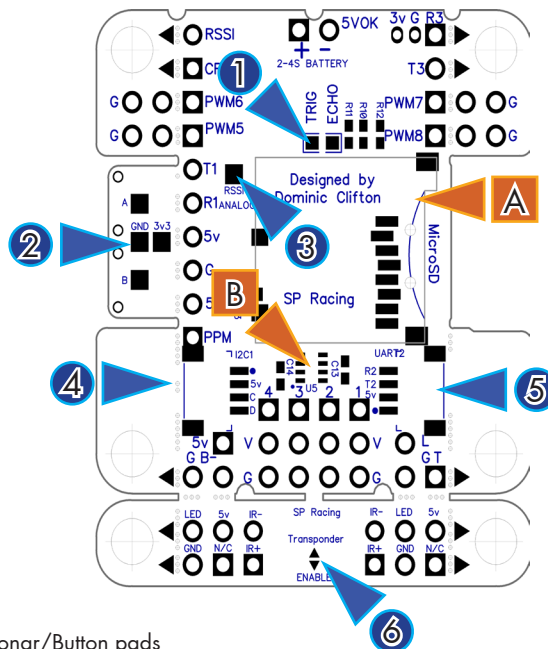 RSSI
5VOK
3v G R3
+ -
2-4S BATTERY
T3
1
TRIG
ECHO
R11
R10
R12
G
PWM6
PWM7
G
G
PWM5
PWM8
G
T1
RSSI
ANALOG
Designed by
Dominic Clifton
A
A
R1
GND 3v3
2
5v
3
MicroSD
B
G
B
SP Racing
5
PPM
I2C1
UART2
4
5v
C
D
C14
U5
C13
R2
T2
5v
5
4 3 2 1
5v
V
V
L
G B-
G
G
G T
LED 5v IR-
SP Racing
IR- LED 5v
GND N/C IR+
Transponder
IR+ GND N/C
ENABLE
6
onar/Button pads